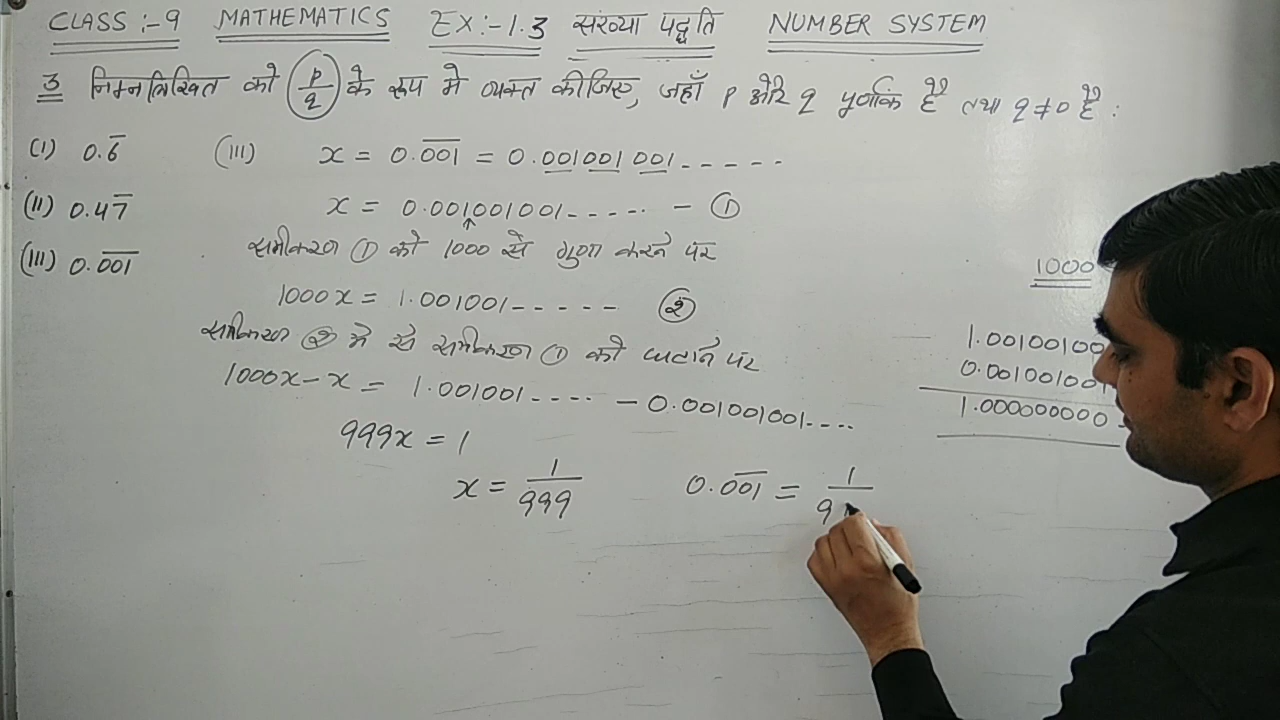 CLASS :- 9 MATHEMATICS EX:- 1.3 संख्या पद्धति NUMBER SYSTEM
3 निम्नलिखित को (p/q) के रूप में व्यक्त कीजिए, जहाँ p और q पूर्णांक हैं तथा q ≠ 0 है :
(I) 0.6̅
(II) 0.47̅
(III) 0.0̅0̅1̅
(III) x = 0.0̅0̅1̅ = 0.001001001......
x = 0.001001001...... - ①
समीकरण ① को 1000 से गुणा करने पर
1000x = 1.001001...... ②
समीकरण ② में से समीकरण ① को घटाने पर
1000x - x = 1.001001.... - 0.001001001....
999x = 1
x = 1/999
0.0̅0̅1̅ = 1/9
1000
1.00100100
0.001001001
1.000000000